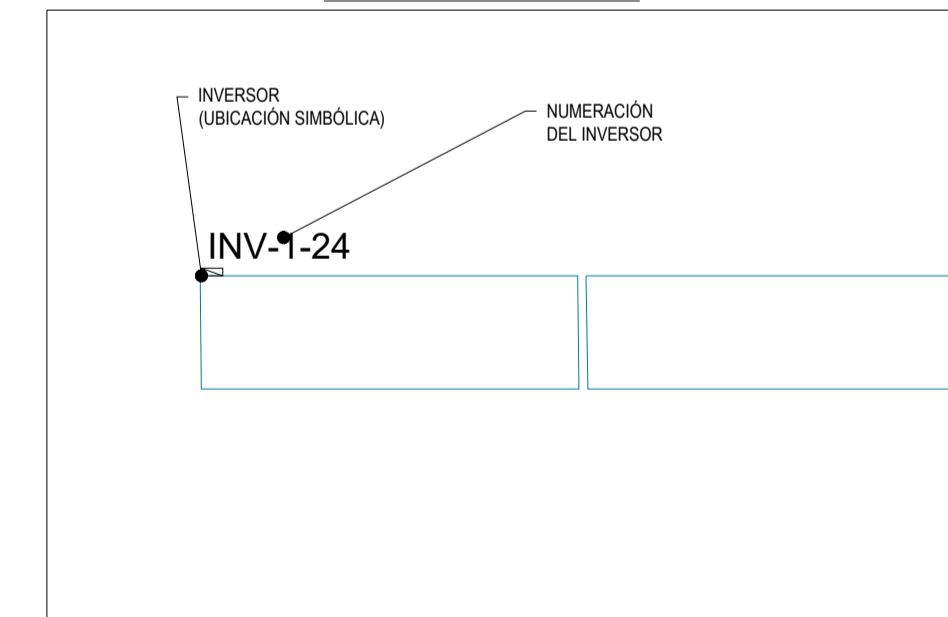 INVERSOR
(UBICACIÓN SIMBÓLICA)
NUMERACIÓN
DEL INVERSOR
INV-1-24